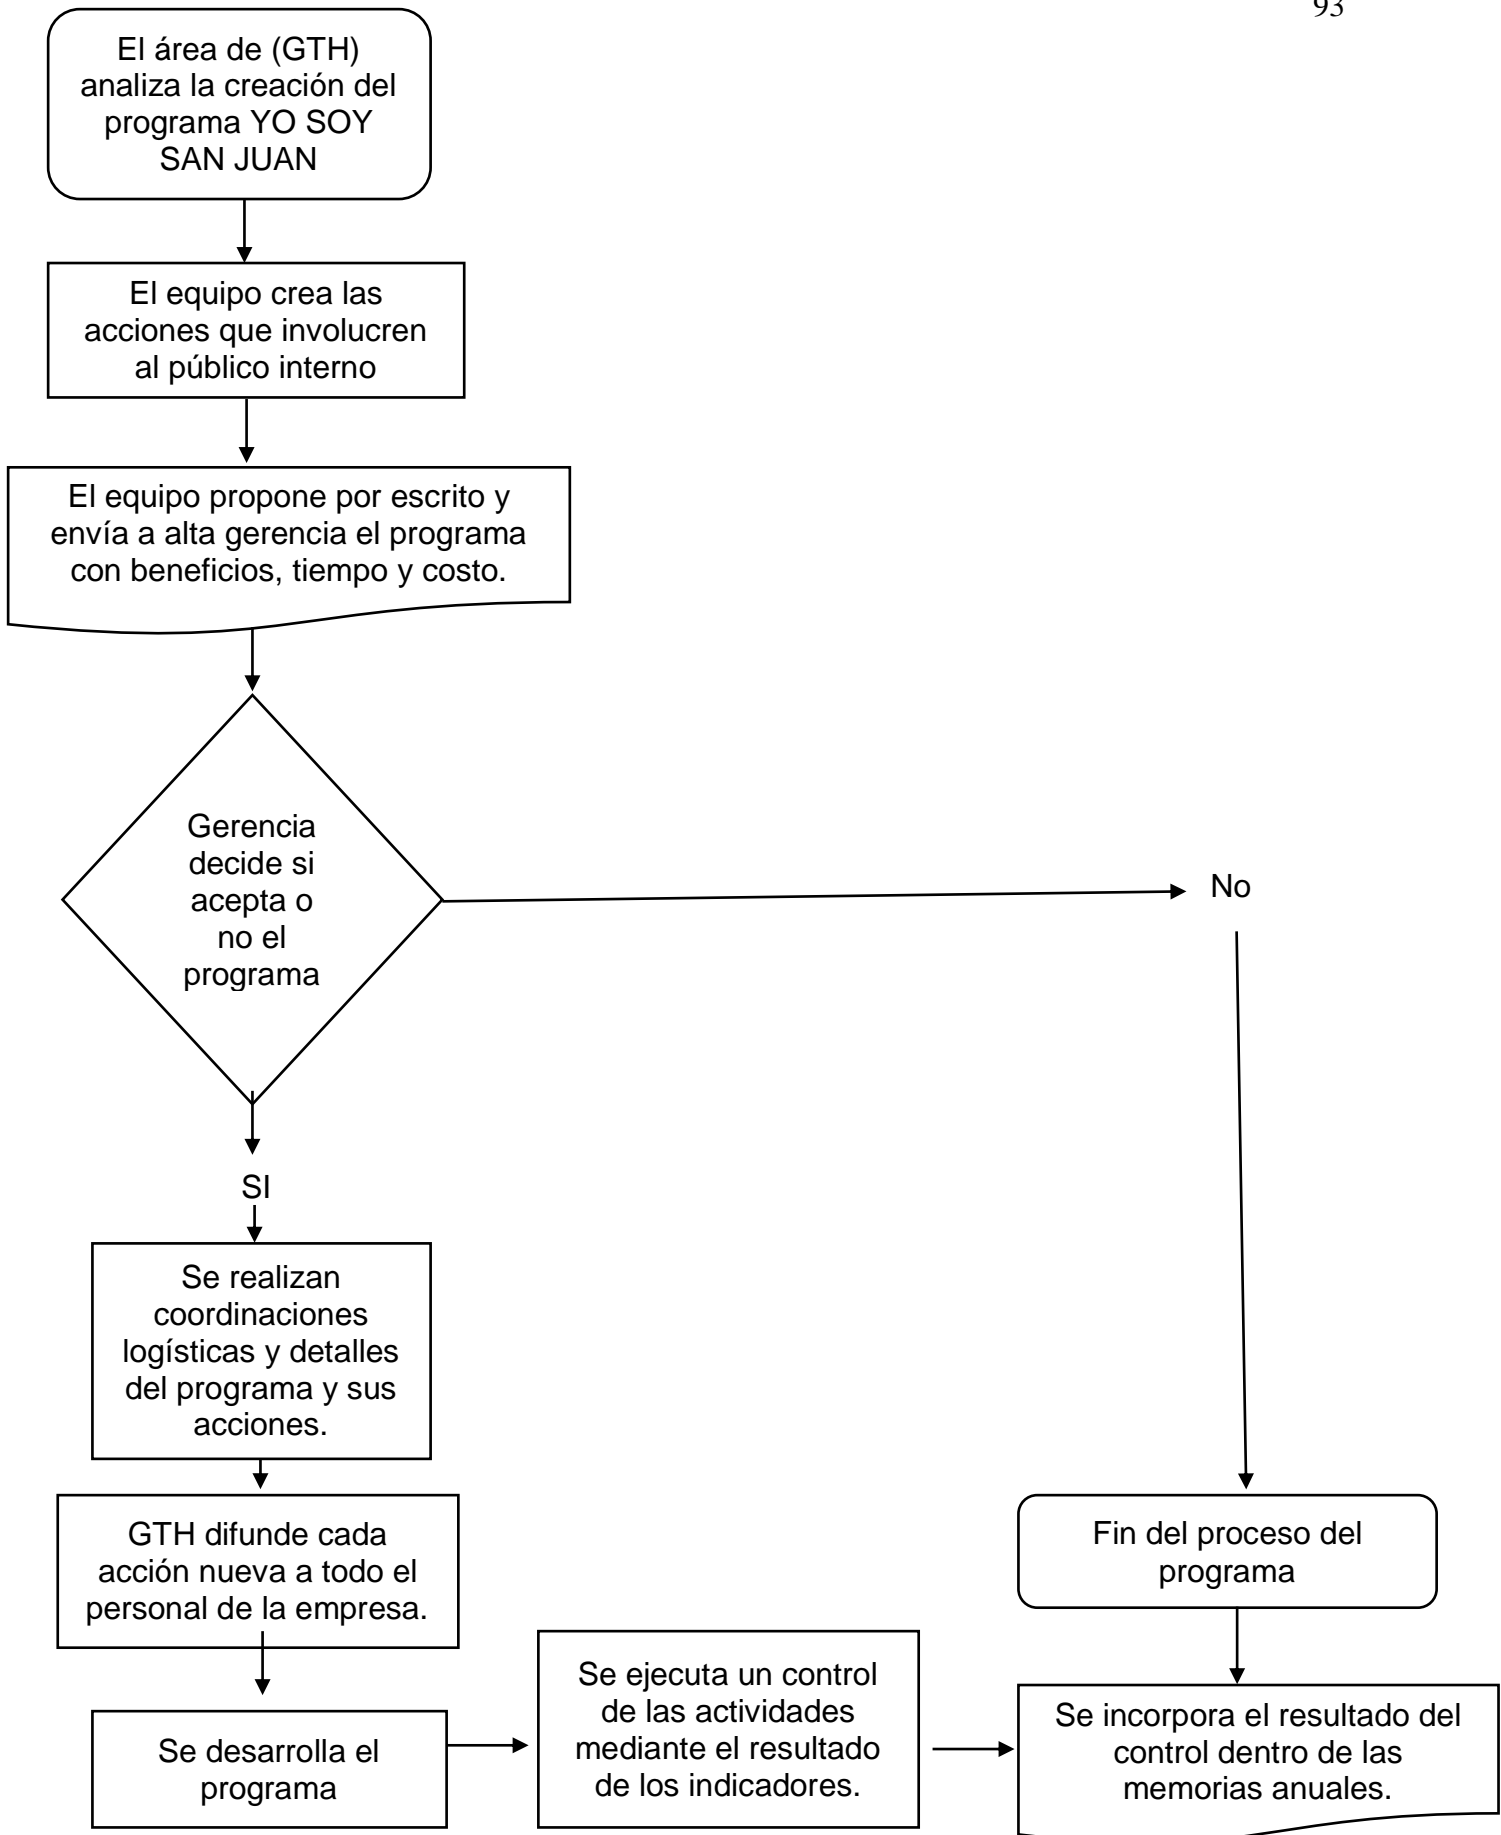 93
El área de (GTH)
analiza la creación del
programa YO SOY
SAN JUAN
El equipo crea las
acciones que involucren
al público interno
El equipo propone por escrito y
envía a alta gerencia el programa
con beneficios, tiempo y costo.
Gerencia
decide si
acepta o
no el
programa
No
SI
Se realizan
coordinaciones
logísticas y detalles
del programa y sus
acciones.
GTH difunde cada
acción nueva a todo el
personal de la empresa.
Fin del proceso del
programa
Se desarrolla el
programa
Se ejecuta un control
de las actividades
mediante el resultado
de los indicadores.
Se incorpora el resultado del
control dentro de las
memorias anuales.